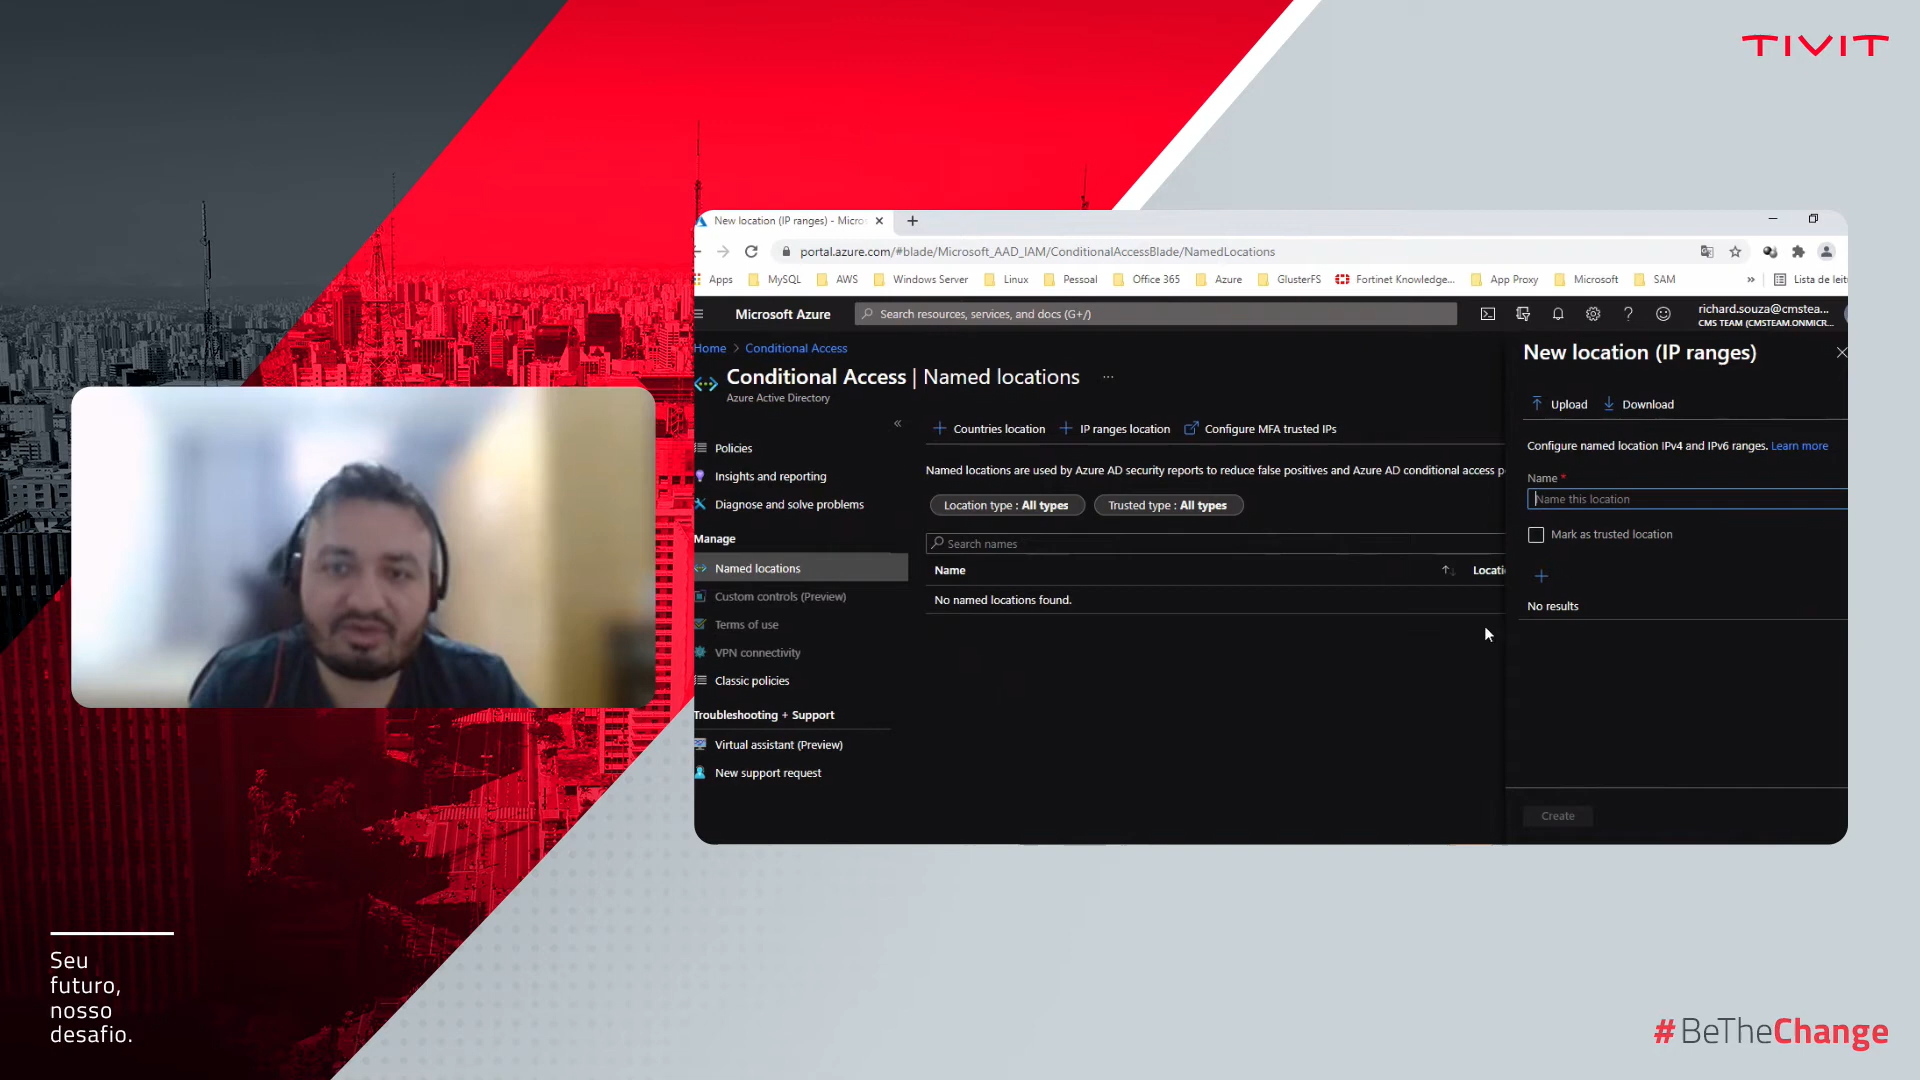 TIVIT
New location (IP ranges) - Micro
portal.azure.com/#blade/Microsoft_AAD_IAM/ConditionalAccessBlade/NamedLocations
Apps MySQL AWS Windows Server Linux Pessoal Office 365 Azure GlusterFS Fortinet Knowledge... App Proxy Microsoft SAM » Lista de leit
Microsoft Azure
Search resources, services, and docs (G+/)
richard.souza@cmstea...
CMS TEAM (CMSTEAM.ONMICR...
Home > Conditional Access
Conditional Access | Named locations ...
Azure Active Directory
«
Policies
Insights and reporting
Diagnose and solve problems
Manage
Named locations
Custom controls (Preview)
Terms of use
VPN connectivity
Classic policies
Troubleshooting + Support
Virtual assistant (Preview)
New support request
+ Countries location + IP ranges location Configure MFA trusted IPs
Named locations are used by Azure AD security reports to reduce false positives and Azure AD conditional access p
Location type : All types Trusted type : All types
Search names
Name Locati
No named locations found.
New location (IP ranges)
Upload Download
Configure named location IPv4 and IPv6 ranges. Learn more
Name *
Name this location
Mark as trusted location
+
No results
Create
Seu
futuro,
nosso
desafio.
#BeTheChange